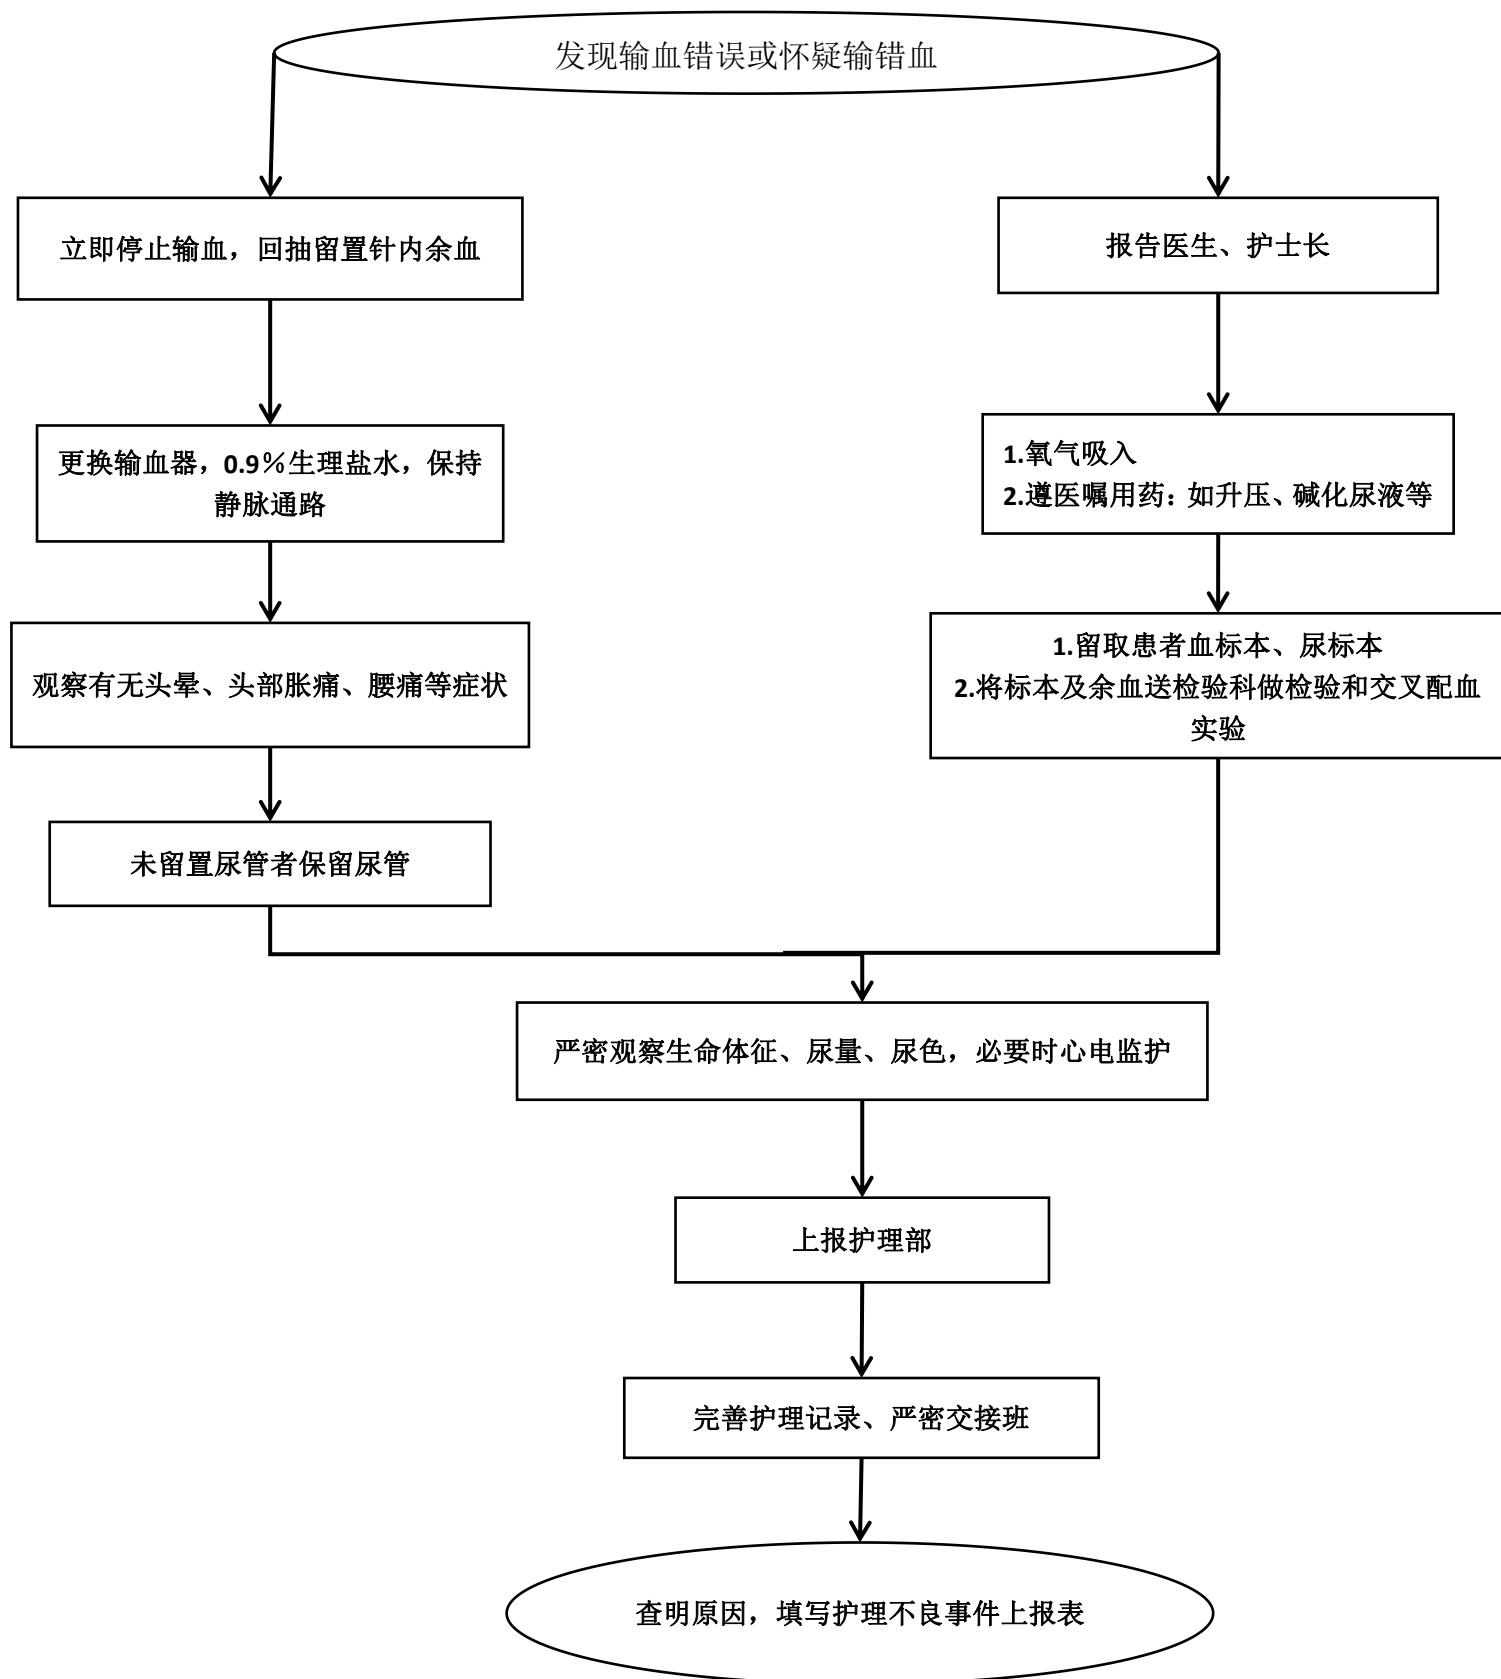 发现输血错误或怀疑输错血
立即停止输血，回抽留置针内余血
报告医生、护士长
更换输血器，0.9%生理盐水，保持
静脉通路
1.氧气吸入
2.遵医嘱用药：如升压、碱化尿液等
观察有无头晕、头部胀痛、腰痛等症状
1.留取患者血标本、尿标本
2.将标本及余血送检验科做检验和交叉配血
实验
未留置尿管者保留尿管
严密观察生命体征、尿量、尿色，必要时心电监护
上报护理部
完善护理记录、严密交接班
查明原因，填写护理不良事件上报表